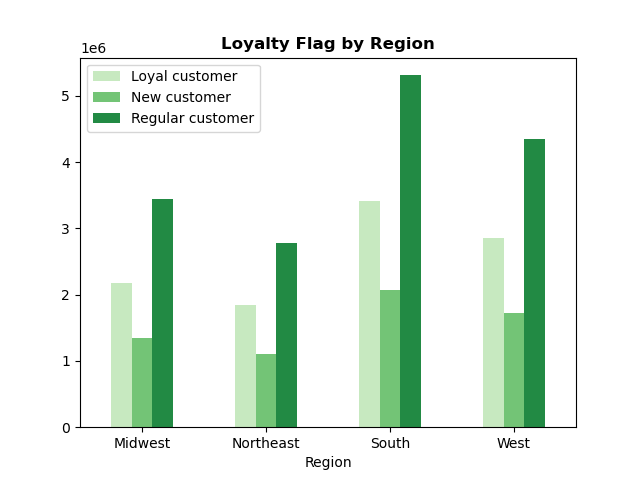 Loyalty Flag by Region
1e6
Loyal customer
New customer
Regular customer
5
4
3
2
1
0
Midwest Northeast South West
Region